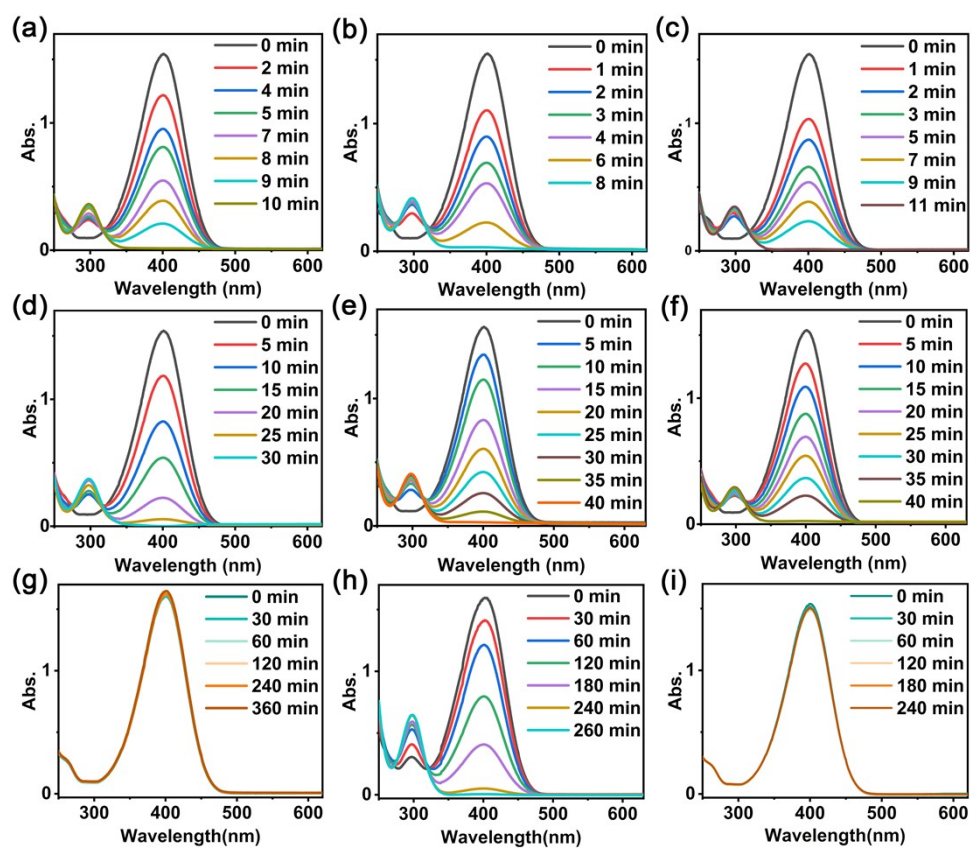 (a)
0 min
2 min
4 min
5 min
7 min
8 min
9 min
10 min
Abs.
1
0
300 400 500 600
Wavelength (nm)
(b)
0 min
1 min
2 min
3 min
4 min
6 min
8 min
Abs.
1
0
300 400 500 600
Wavelength (nm)
(c)
0 min
1 min
2 min
3 min
5 min
7 min
9 min
11 min
Abs.
1
0
300 400 500 600
Wavelength (nm)
(d)
0 min
5 min
10 min
15 min
20 min
25 min
30 min
Abs.
1
0
300 400 500 600
Wavelength (nm)
(e)
0 min
5 min
10 min
15 min
20 min
25 min
30 min
35 min
40 min
Abs.
1
0
300 400 500 600
Wavelength (nm)
(f)
0 min
5 min
10 min
15 min
20 min
25 min
30 min
35 min
40 min
Abs.
1
0
300 400 500 600
Wavelength (nm)
(g)
0 min
30 min
60 min
120 min
240 min
360 min
Abs.
1
0
300 400 500 600
Wavelength(nm)
(h)
0 min
30 min
60 min
120 min
180 min
240 min
260 min
Abs.
1
0
300 400 500 600
Wavelength(nm)
(i)
0 min
30 min
60 min
120 min
180 min
240 min
Abs.
1
0
300 400 500 600
Wavelength(nm)